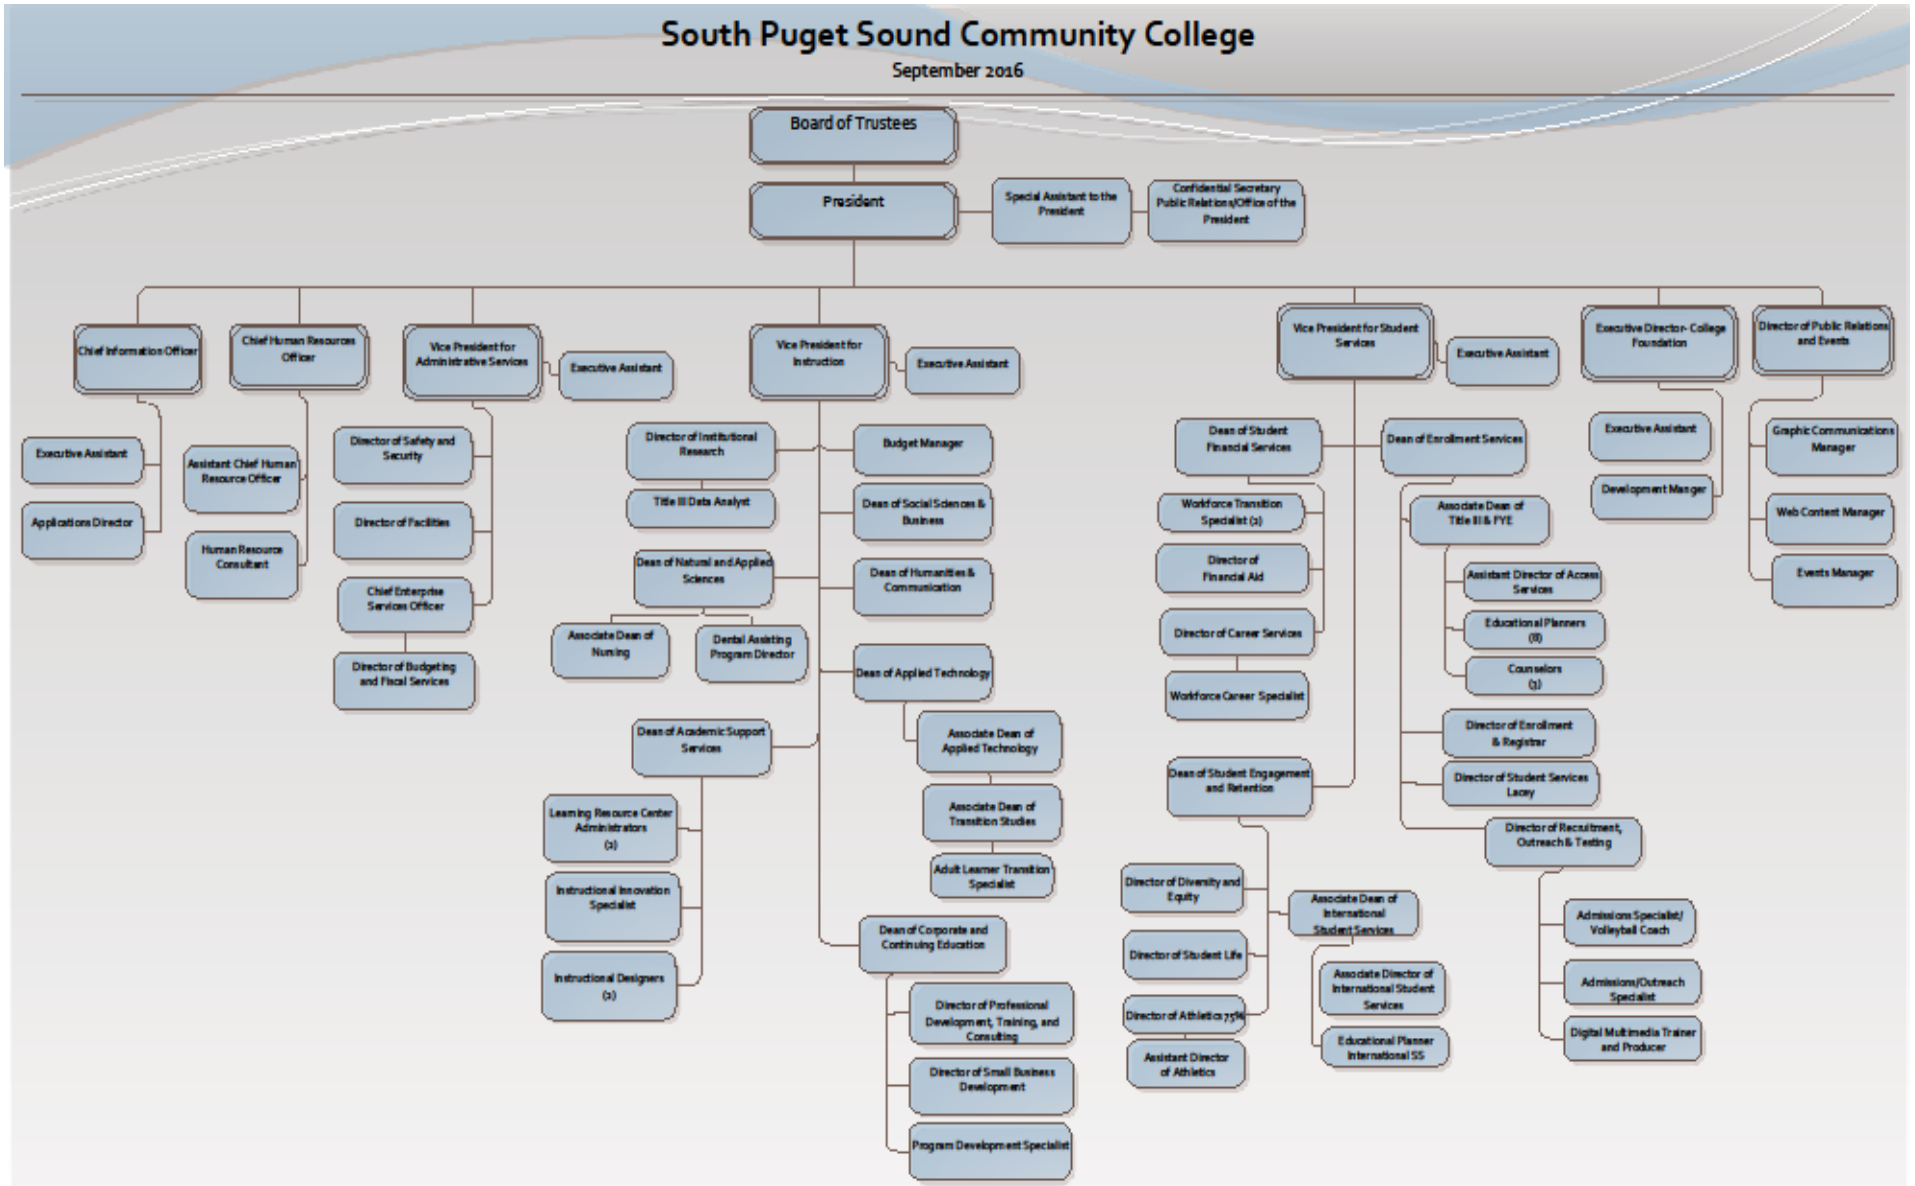 South Puget Sound Community College
September 2016
Board of Trustees
President
Special Assistant to the
President
Confidential Secretary
Public Relations/Office of the
President
Chief Information Officer
Chief Human Resources
Officer
Vice President for
Administrative Services
Executive Assistant
Vice President for
Instruction
Executive Assistant
Vice President for Student
Services
Executive Assistant
Executive Director- College
Foundation
Director of Public Relations
and Events
Executive Assistant
Applications Director
Assistant Chief Human
Resource Officer
Human Resource
Consultant
Director of Safety and
Security
Director of Facilities
Chief Enterprise
Services Officer
Director of Budgeting
and Fiscal Services
Director of Institutional
Research
Title III Data Analyst
Budget Manager
Dean of Social Sciences &
Business
Dean of Natural and Applied
Sciences
Associate Dean of
Nursing
Dental Assisting
Program Director
Dean of Humanities &
Communication
Dean of Applied Technology
Associate Dean of
Applied Technology
Associate Dean of
Transition Studies
Adult Learner Transition
Specialist
Dean of Academic Support
Services
Learning Resource Center
Administrators
(2)
Instructional Innovation
Specialist
Instructional Designers
(2)
Dean of Corporate and
Continuing Education
Director of Professional
Development, Training, and
Consulting
Director of Small Business
Development
Program Development Specialist
Dean of Student
Financial Services
Workforce Transition
Specialist (2)
Director of
Financial Aid
Director of Career Services
Workforce Career Specialist
Dean of Enrollment Services
Associate Dean of
Title III & FYE
Assistant Director of Access
Services
Educational Planners
(8)
Counselors
(3)
Director of Enrollment
& Registrar
Director of Student Services
Lacey
Director of Recruitment,
Outreach & Testing
Admissions Specialist/
Volleyball Coach
Admissions/Outreach
Specialist
Digital Multimedia Trainer
and Producer
Dean of Student Engagement
and Retention
Director of Diversity and
Equity
Director of Student Life
Director of Athletics 75%
Assistant Director
of Athletics
Associate Dean of
International
Student Services
Associate Director of
International Student
Services
Educational Planner
International SS
Executive Assistant
Development Manger
Graphic Communications
Manager
Web Content Manager
Events Manager